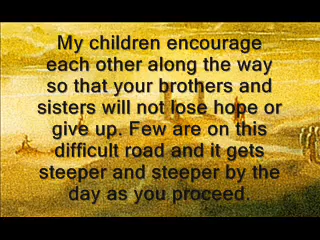 My children encourage
each other along the way
so that your brothers and
sisters will not lose hope or
give up. Few are on this
difficult road and it gets
steeper and steeper by the
day as you proceed.